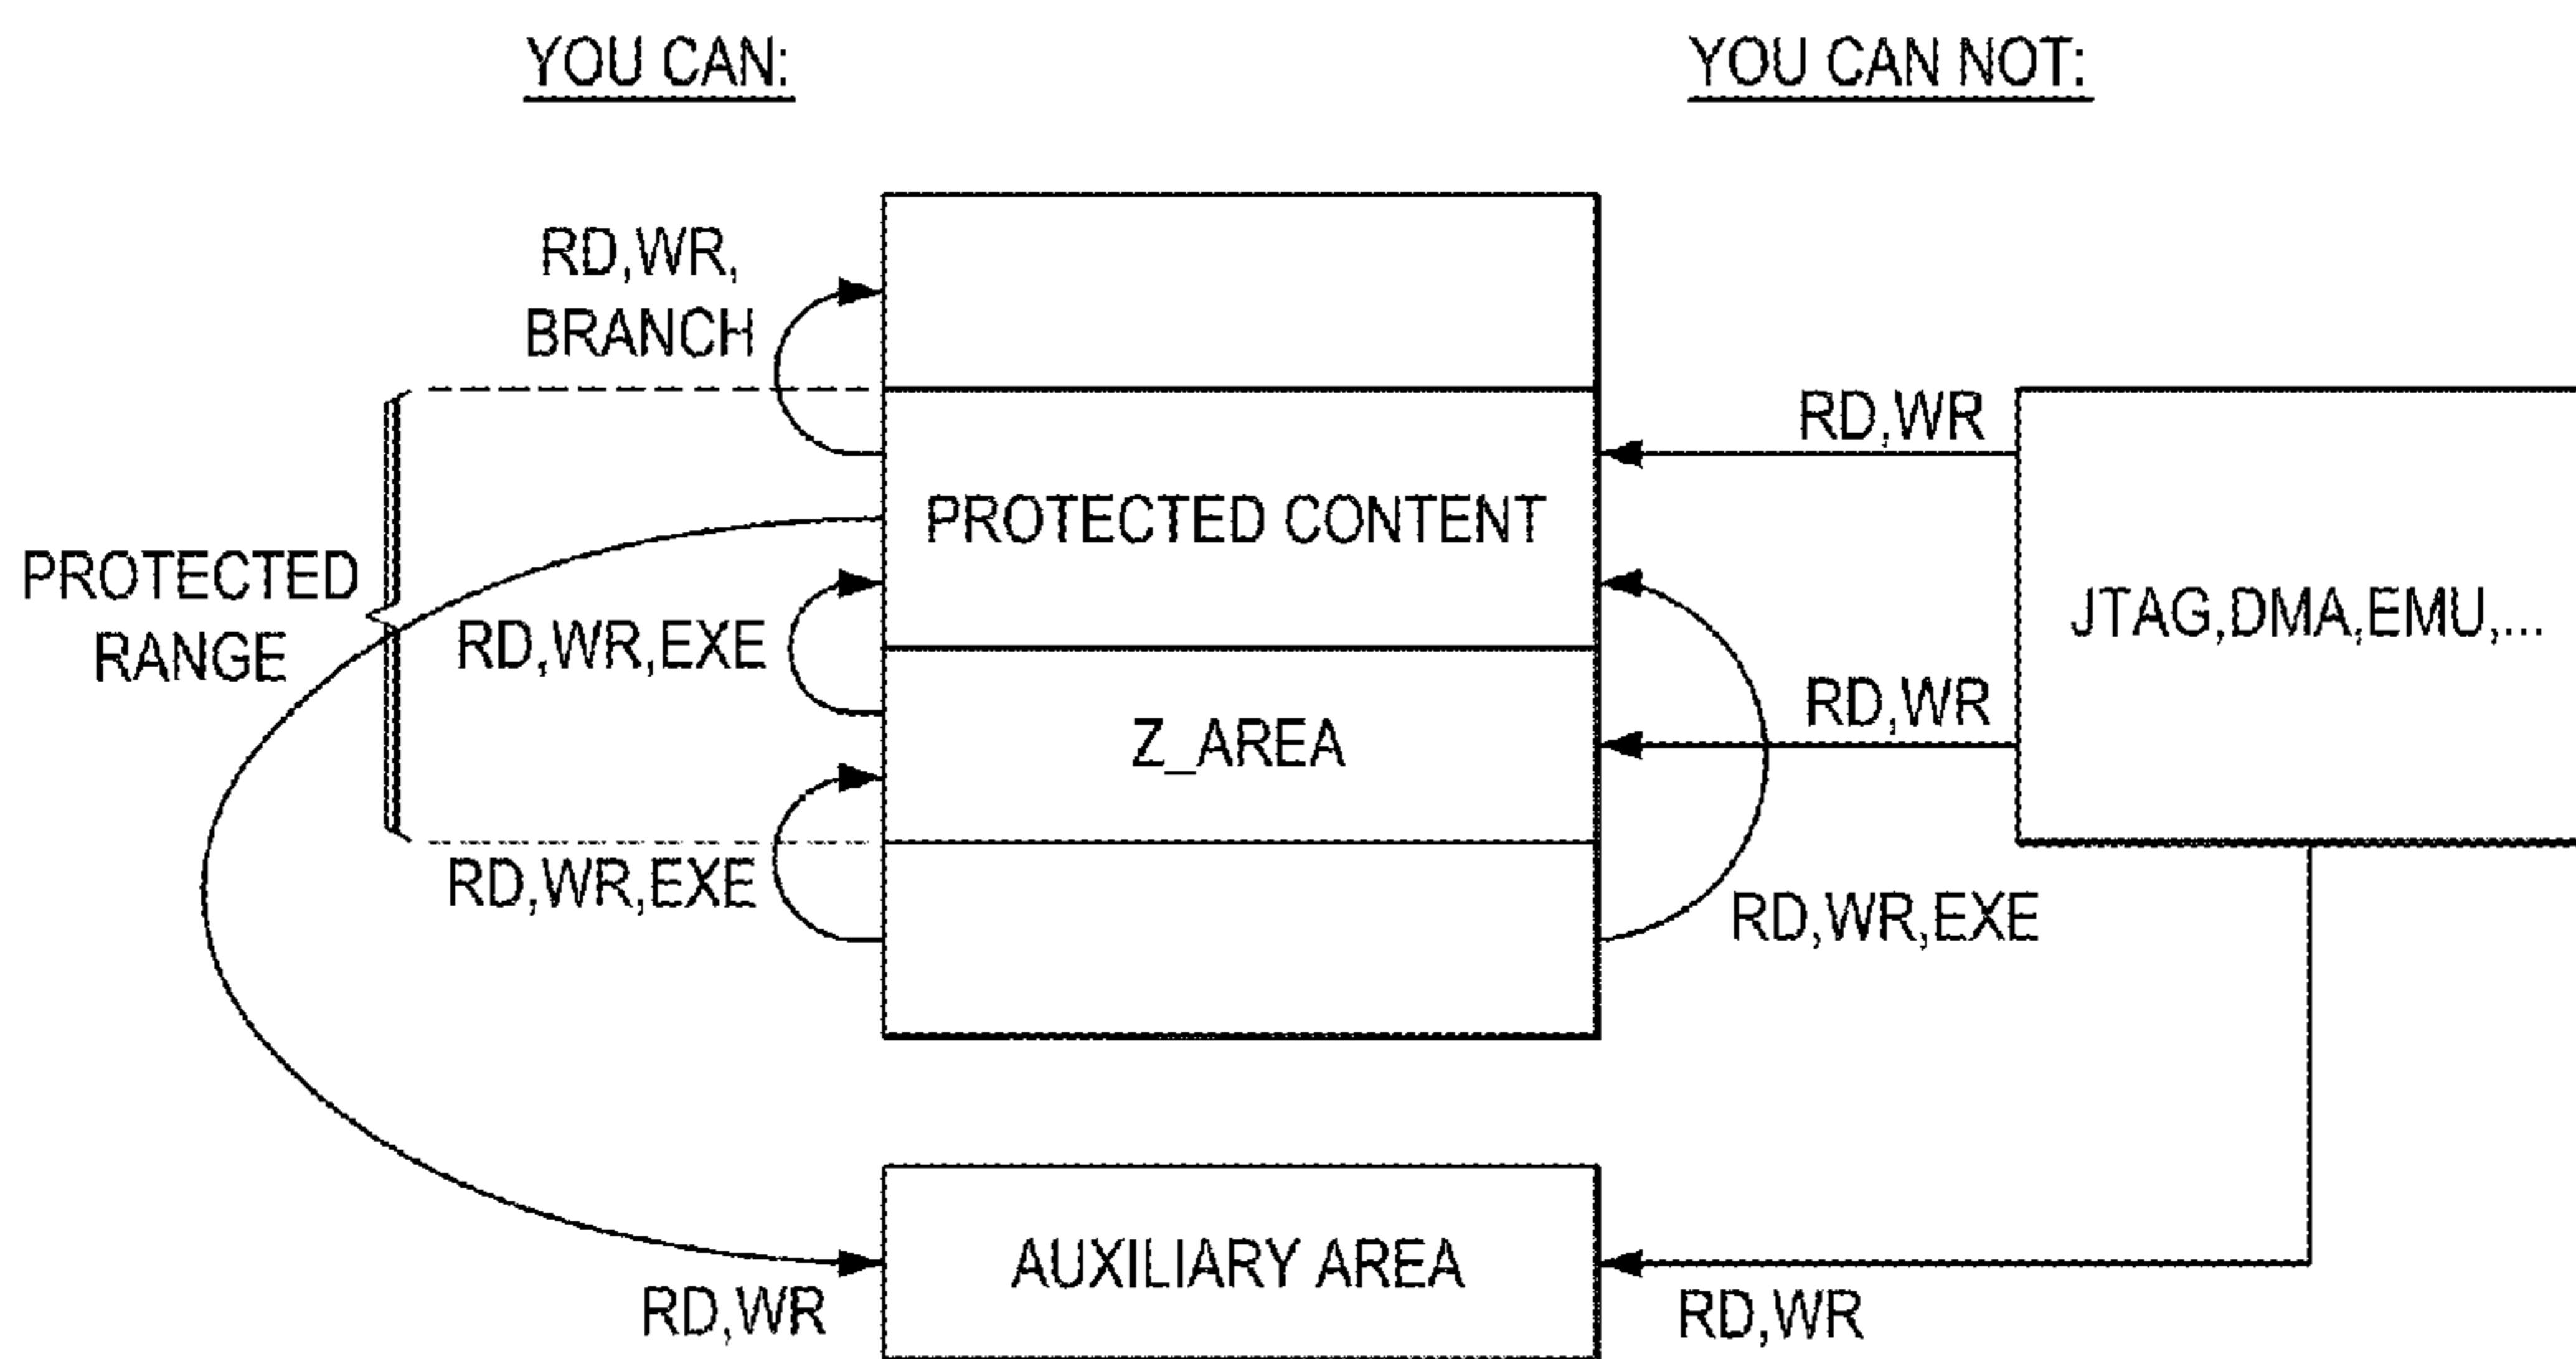 YOU CAN:
YOU CAN NOT:
RD,WR,
BRANCH
RD,WR
PROTECTED CONTENT
PROTECTED
RANGE
RD,WR,EXE
JTAG,DMA,EMU,...
RD,WR
Z_AREA
RD,WR,EXE
RD,WR,EXE
AUXILIARY AREA
RD,WR
RD,WR